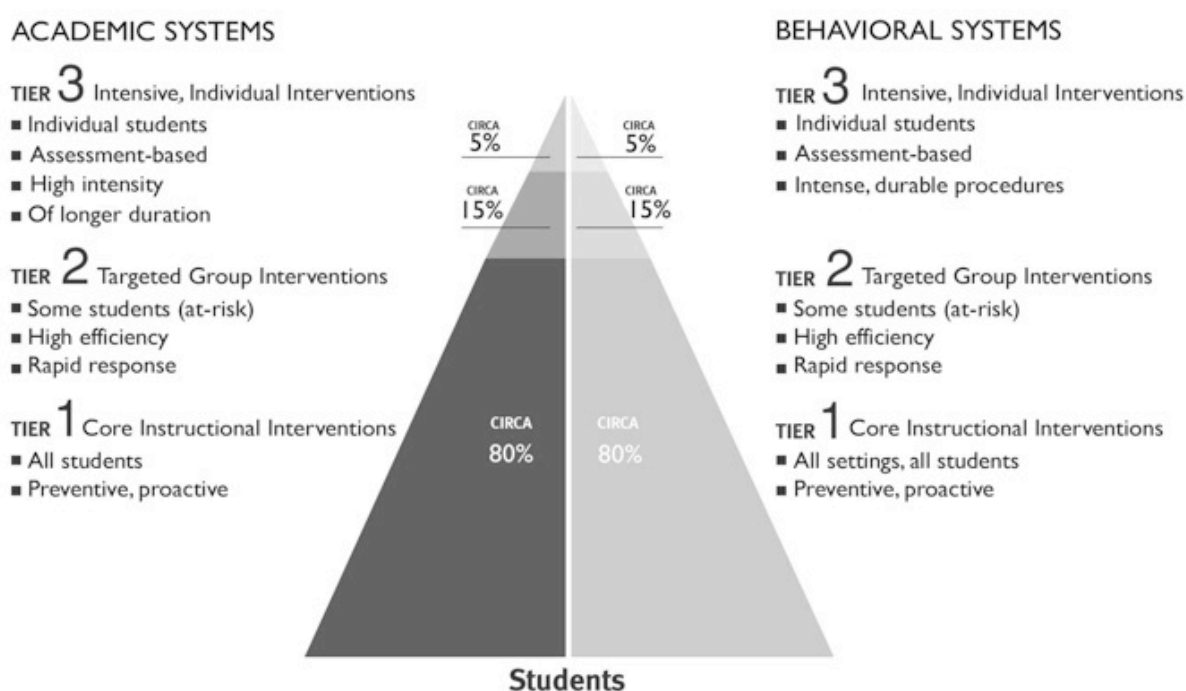 ACADEMIC SYSTEMS
TIER 3 Intensive, Individual Interventions
■ Individual students
■ Assessment-based
■ High intensity
■ Of longer duration
TIER 2 Targeted Group Interventions
■ Some students (at-risk)
■ High efficiency
■ Rapid response
TIER 1 Core Instructional Interventions
■ All students
■ Preventive, proactive
CIRCA
5%
CIRCA
15%
CIRCA
80%
CIRCA
5%
CIRCA
15%
CIRCA
80%
Students
BEHAVIORAL SYSTEMS
TIER 3 Intensive, Individual Interventions
■ Individual students
■ Assessment-based
■ Intense, durable procedures
TIER 2 Targeted Group Interventions
■ Some students (at-risk)
■ High efficiency
■ Rapid response
TIER 1 Core Instructional Interventions
■ All settings, all students
■ Preventive, proactive